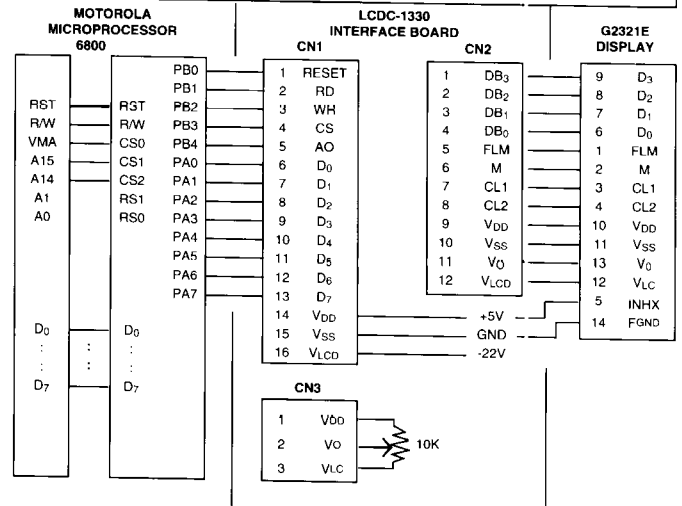 MOTOROLA
MICROPROCESSOR
6800
LCDC-1330
INTERFACE BOARD
G2321E
DISPLAY
CN1
CN2
RST
R/W
VMA
A15
A14
A1
A0
D0
D7
RST
R/W
CS0
CS1
CS2
RS1
RS0
D0
D7
PB0
PB1
PB2
PB3
PB4
PA0
PA1
PA2
PA3
PA4
PA5
PA6
PA7
1 RESET
2 RD
3 WH
4 CS
5 AO
6 D0
7 D1
8 D2
9 D3
10 D4
11 D5
12 D6
13 D7
14 VDD
15 VSS
16 VLCD
1 DB3
2 DB2
3 DB1
4 DB0
5 FLM
6 M
7 CL1
8 CL2
9 VDD
10 VSS
11 VO
12 VLCD
9 D3
8 D2
7 D1
6 D0
1 FLM
2 M
3 CL1
4 CL2
10 VDD
11 VSS
13 V0
12 VLC
5 INHX
14 FGND
+5V
GND
-22V
CN3
1 VDD
2 VO
3 VLC
10K